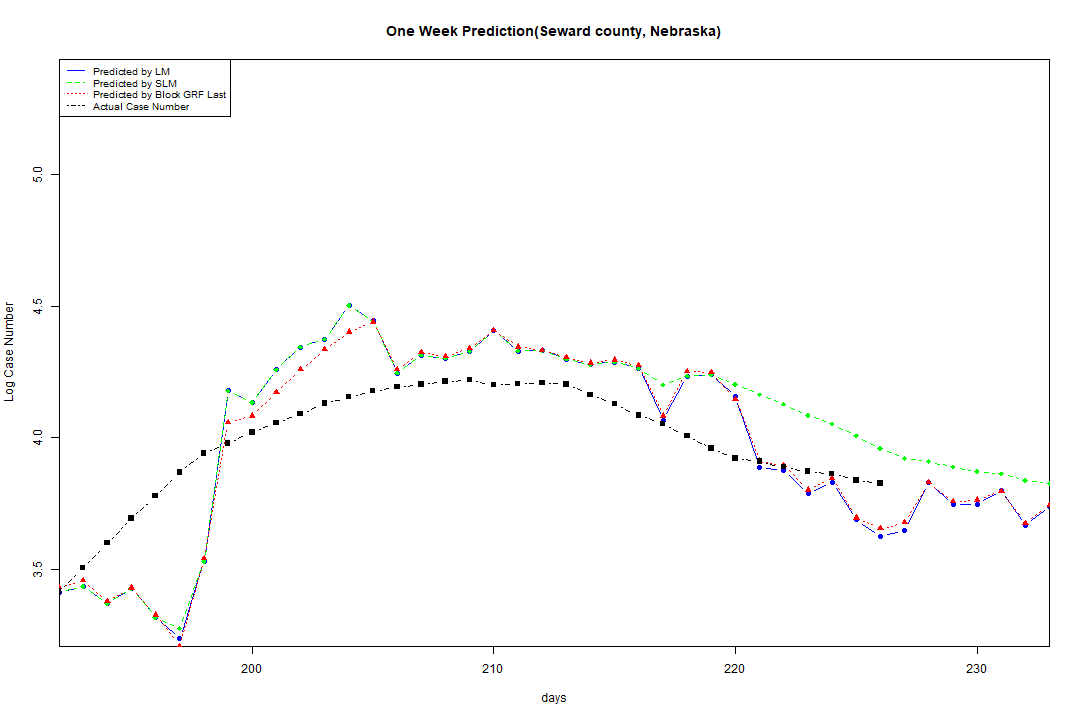 One Week Prediction(Seward county, Nebraska)
Predicted by LM
Predicted by SLM
Predicted by Block GRF Last
Actual Case Number
5.0
4.5
4.0
3.5
Log Case Number
200 210 220 230
days